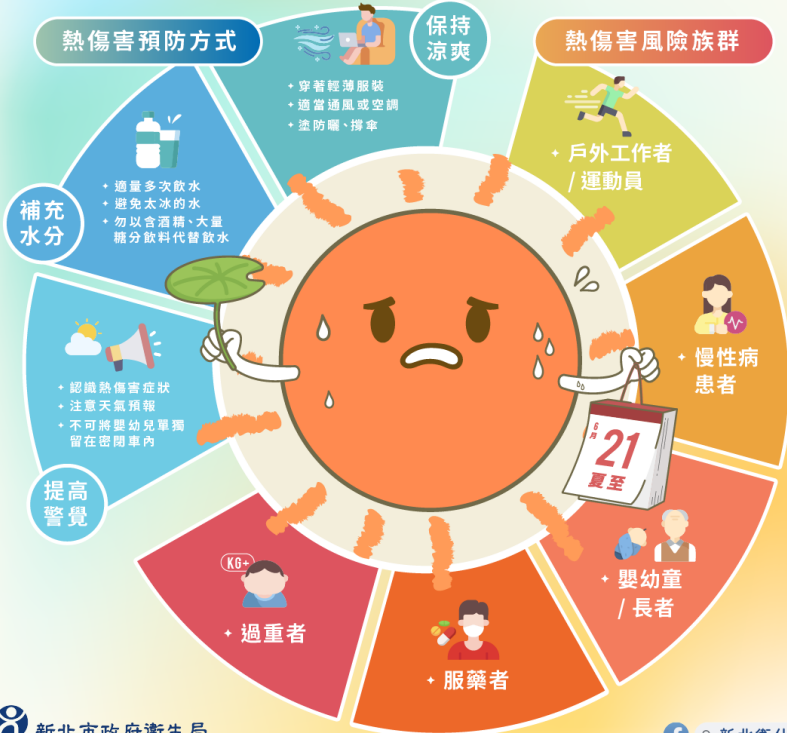 熱傷害預防方式
保持
涼爽
穿著輕薄服裝
適當通風或空調
塗防曬、撐傘
補充
水分
適量多次飲水
避免太冰的水
勿以含酒精、大量
糖分飲料代替飲水
提高
警覺
認識熱傷害症狀
注意天氣預報
不可將嬰幼兒單獨
留在密閉車內
熱傷害風險族群
戶外工作者
/ 運動員
慢性病
患者
嬰幼童
/ 長者
服藥者
KG+
過重者
6
月
21
夏至
新北市政府衛生局